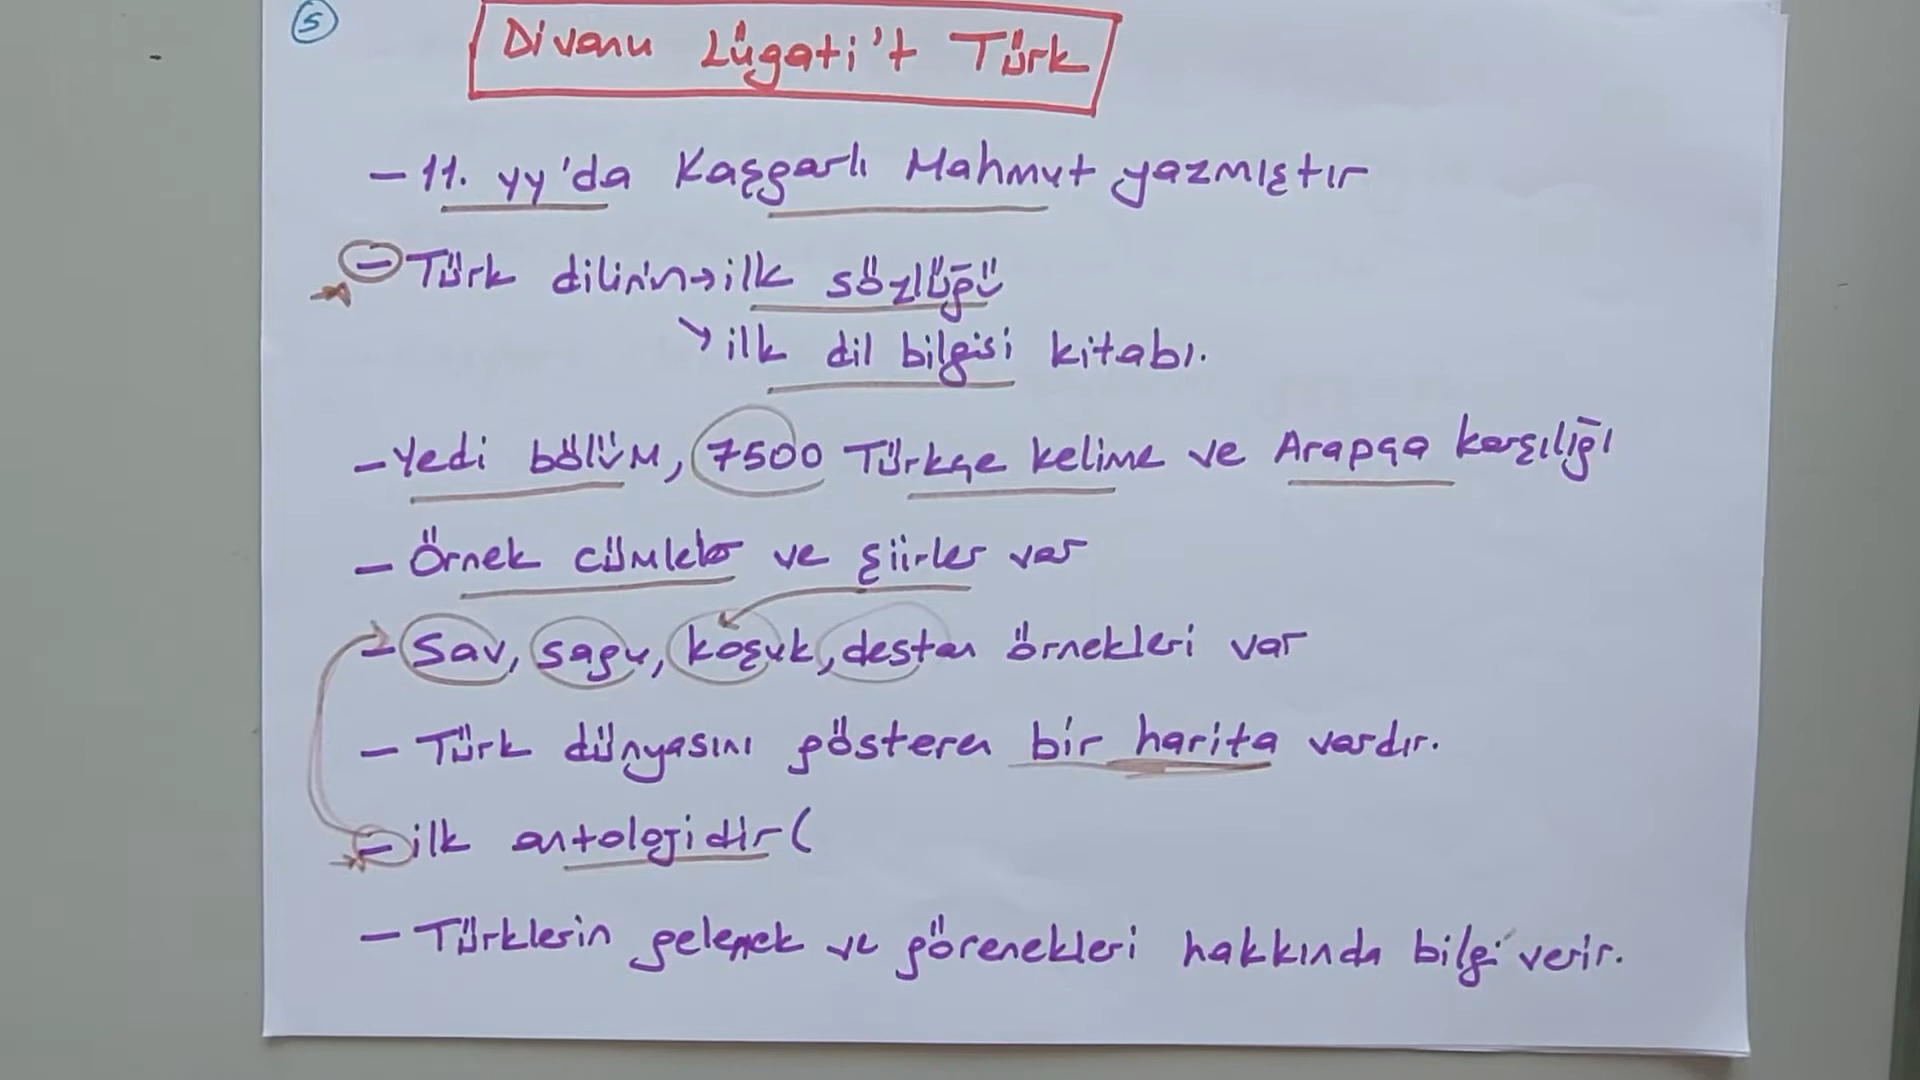 5
Divanu Lügati't Türk
- 11. yy'da Kaşgarlı Mahmut yazmıştır
- Türk dilinin → ilk sözlüğü
↘ ilk dil bilgisi kitabı.
- Yedi bölüm, 7500 Türkçe kelime ve Arapça karşılığı
- Örnek cümleler ve şiirler var
- Sav, sagu, koşuk, destan örnekleri var
- Türk dünyasını gösteren bir harita vardır.
- ilk antolojidir (
- Türklerin gelenek ve görenekleri hakkında bilgi verir.